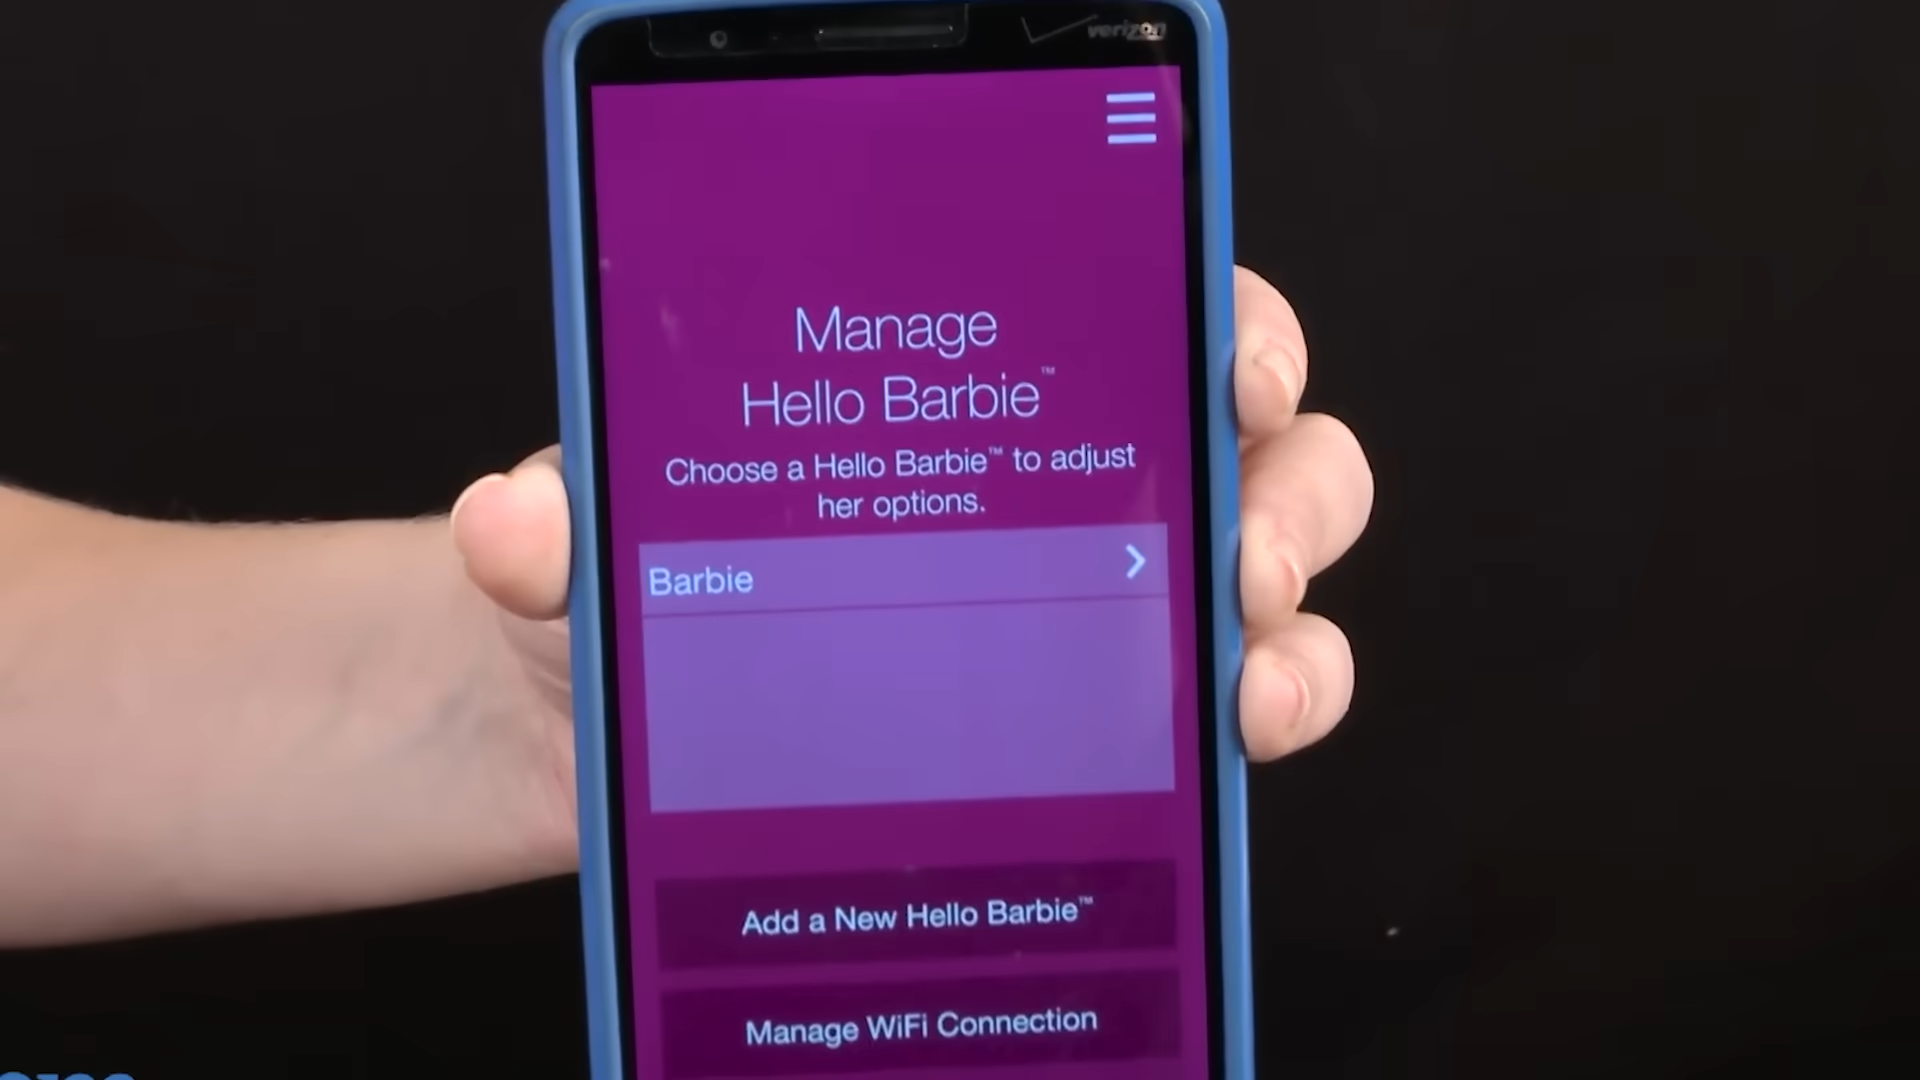 verizon
Manage
Hello Barbie™
Choose a Hello Barbie™ to adjust
her options.
Barbie
Add a New Hello Barbie™
Manage WiFi Connection